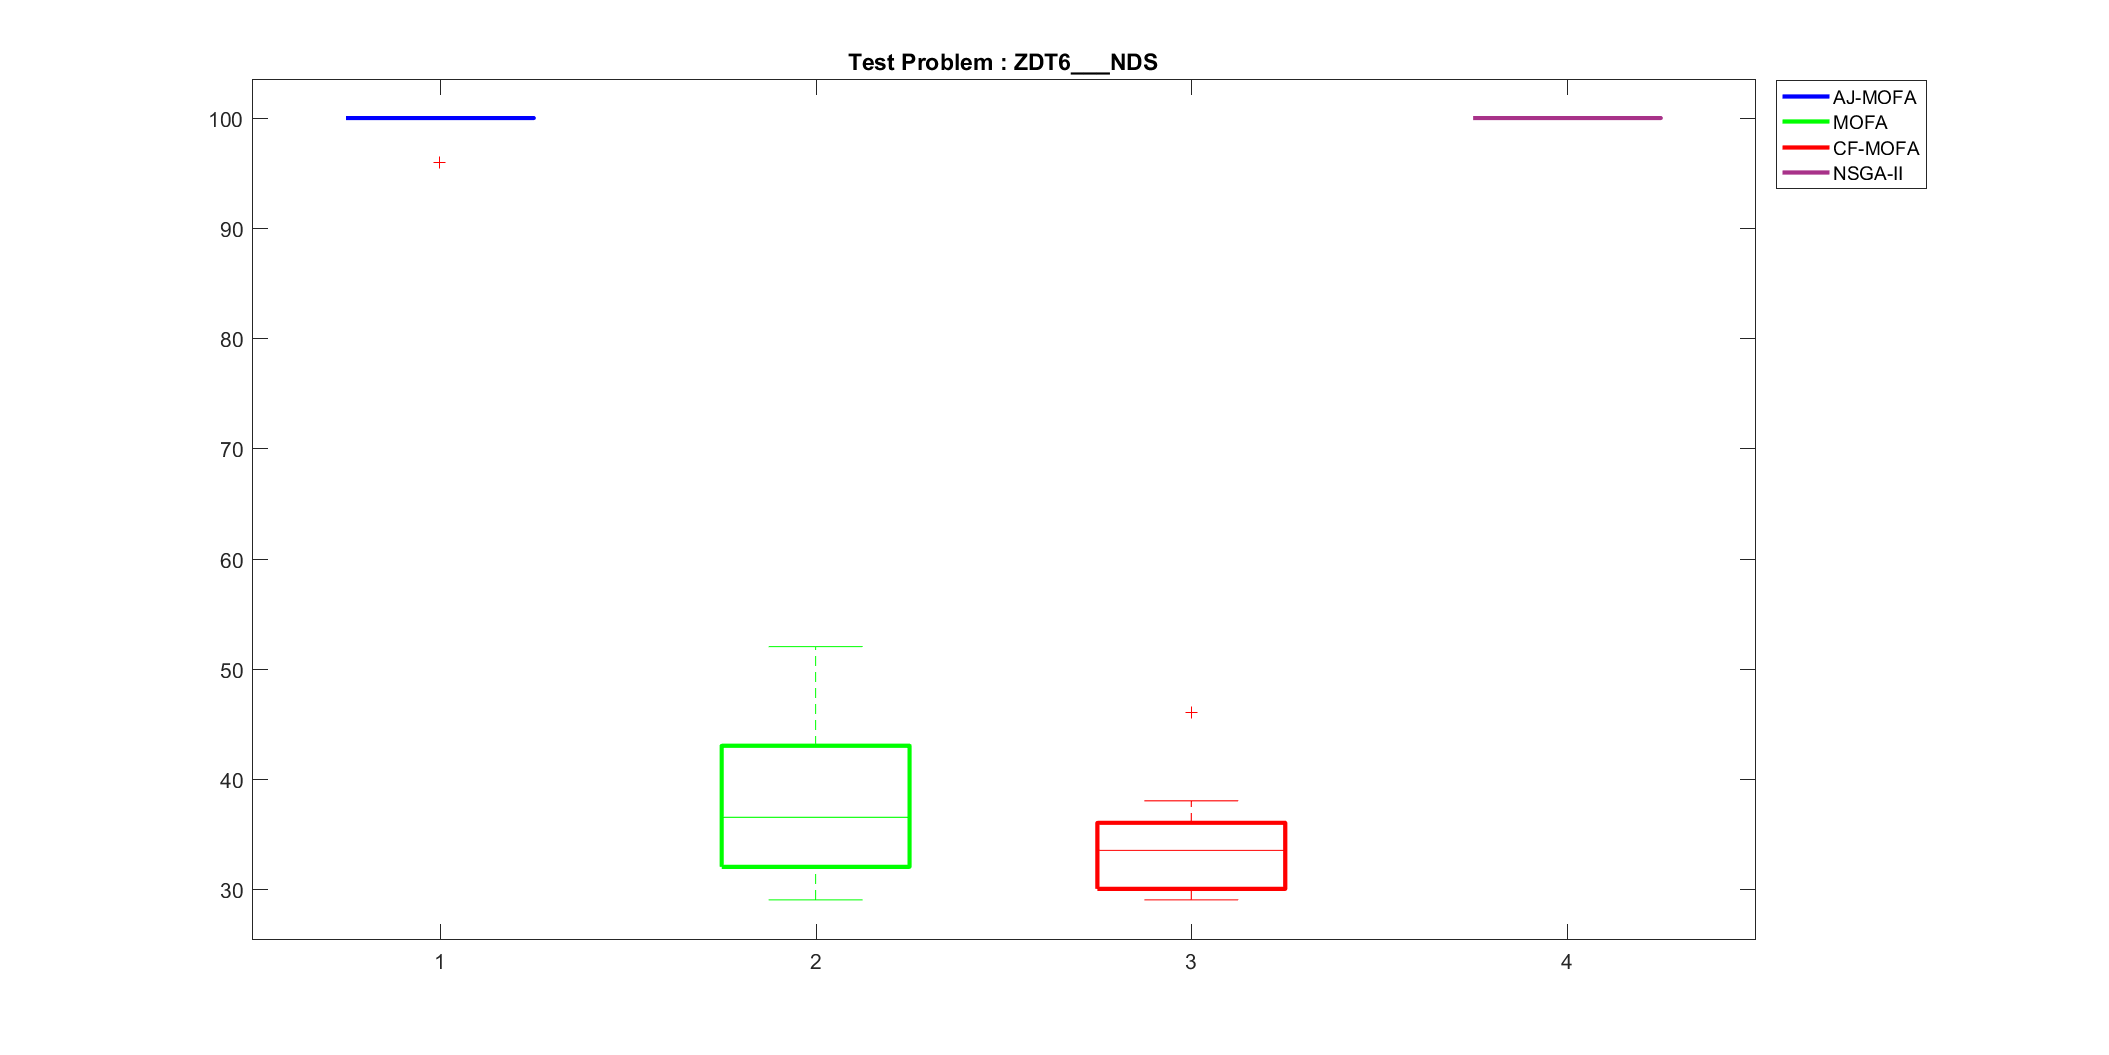 Test Problem : ZDT6___NDS
100
90
80
70
60
50
40
30
1 2 3 4
AJ-MOFA
MOFA
CF-MOFA
NSGA-II